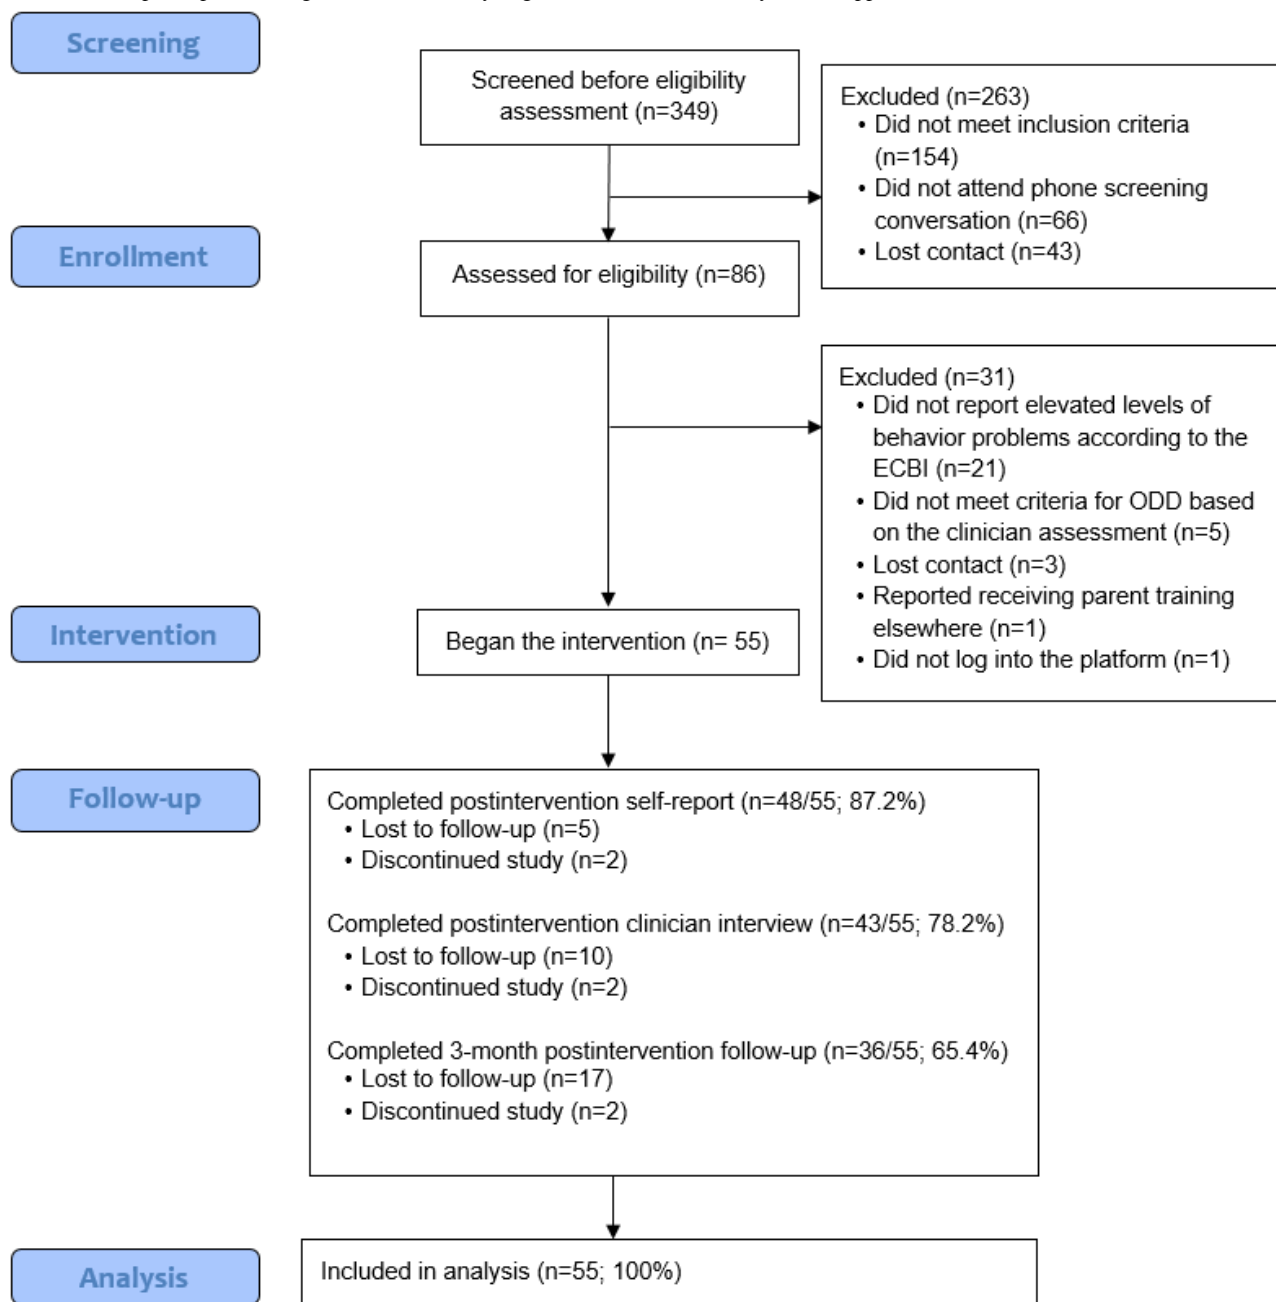 Screening
Screened before eligibility
assessment (n=349)
Excluded (n=263)
• Did not meet inclusion criteria
(n=154)
• Did not attend phone screening
conversation (n=66)
• Lost contact (n=43)
Enrollment
Assessed for eligibility (n=86)
Excluded (n=31)
• Did not report elevated levels of
behavior problems according to the
ECBI (n=21)
• Did not meet criteria for ODD based
on the clinician assessment (n=5)
• Lost contact (n=3)
• Reported receiving parent training
elsewhere (n=1)
• Did not log into the platform (n=1)
Intervention
Began the intervention (n= 55)
Follow-up
Completed postintervention self-report (n=48/55; 87.2%)
• Lost to follow-up (n=5)
• Discontinued study (n=2)
Completed postintervention clinician interview (n=43/55; 78.2%)
• Lost to follow-up (n=10)
• Discontinued study (n=2)
Completed 3-month postintervention follow-up (n=36/55; 65.4%)
• Lost to follow-up (n=17)
• Discontinued study (n=2)
Analysis
Included in analysis (n=55; 100%)